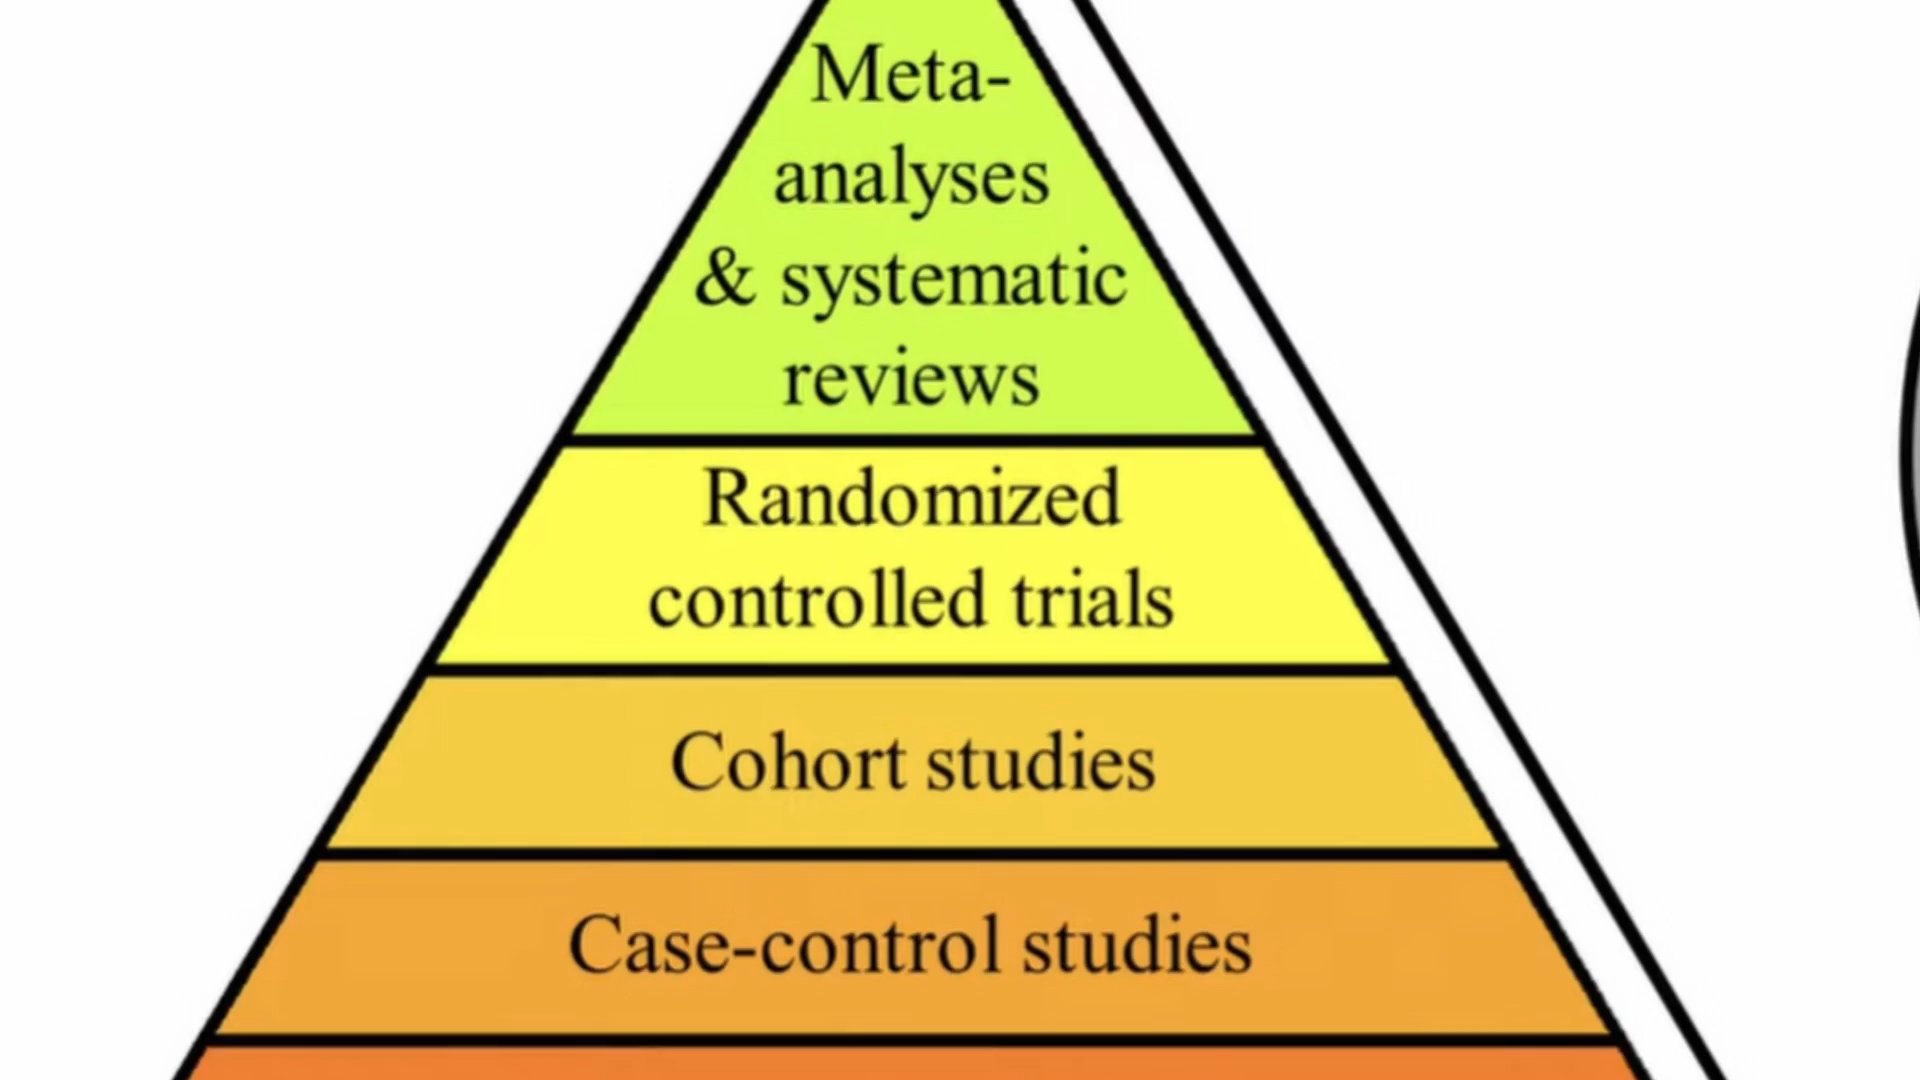 Meta-
analyses
& systematic
reviews
Randomized
controlled trials
Cohort studies
Case-control studies